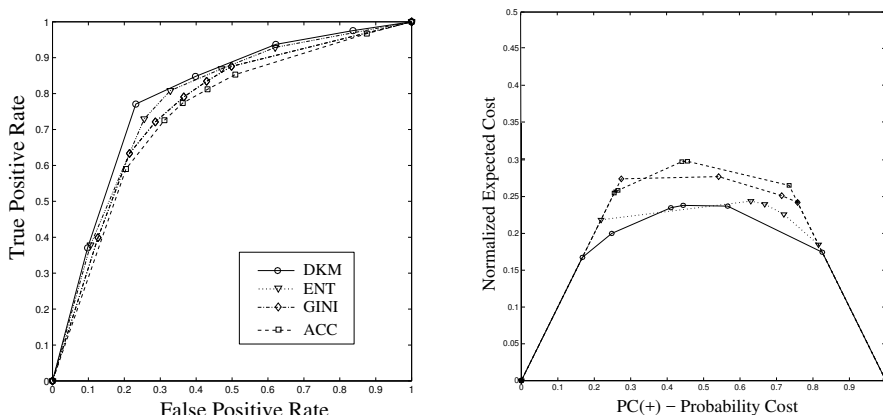 1
0.9
0.8
0.7
0.6
0.5
0.4
0.3
0.2
0.1
0
True Positive Rate
DKM
ENT
GINI
ACC
0 0.1 0.2 0.3 0.4 0.5 0.6 0.7 0.8 0.9 1
False Positive Rate
0.5
0.45
0.4
0.35
0.3
0.25
0.2
0.15
0.1
0.05
0
Normalized Expected Cost
0 0.1 0.2 0.3 0.4 0.5 0.6 0.7 0.8 0.9
PC(+) − Probability Cost